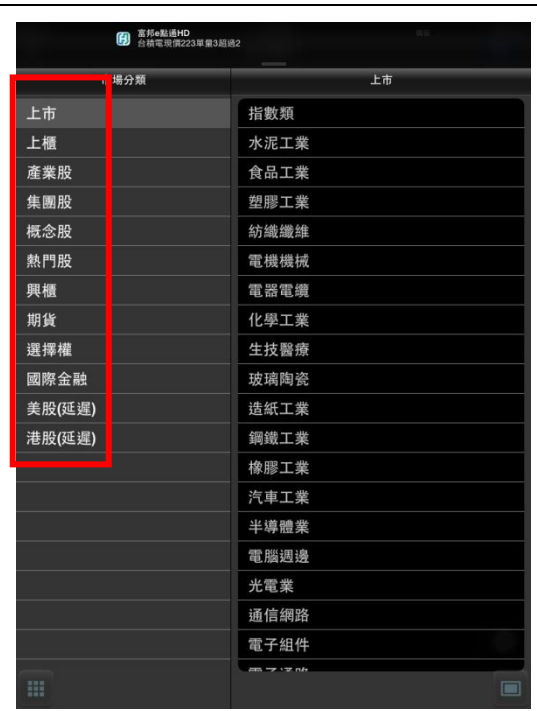 富邦e點通HD
台積電現價223單量3超過2
場分類
上市
上市
上櫃
產業股
集團股
概念股
熱門股
興櫃
期貨
選擇權
國際金融
美股(延遲)
港股(延遲)
指數類
水泥工業
食品工業
塑膠工業
紡織纖維
電機機械
電器電纜
化學工業
生技醫療
玻璃陶瓷
造紙工業
鋼鐵工業
橡膠工業
汽車工業
半導體業
電腦週邊
光電業
通信網路
電子組件